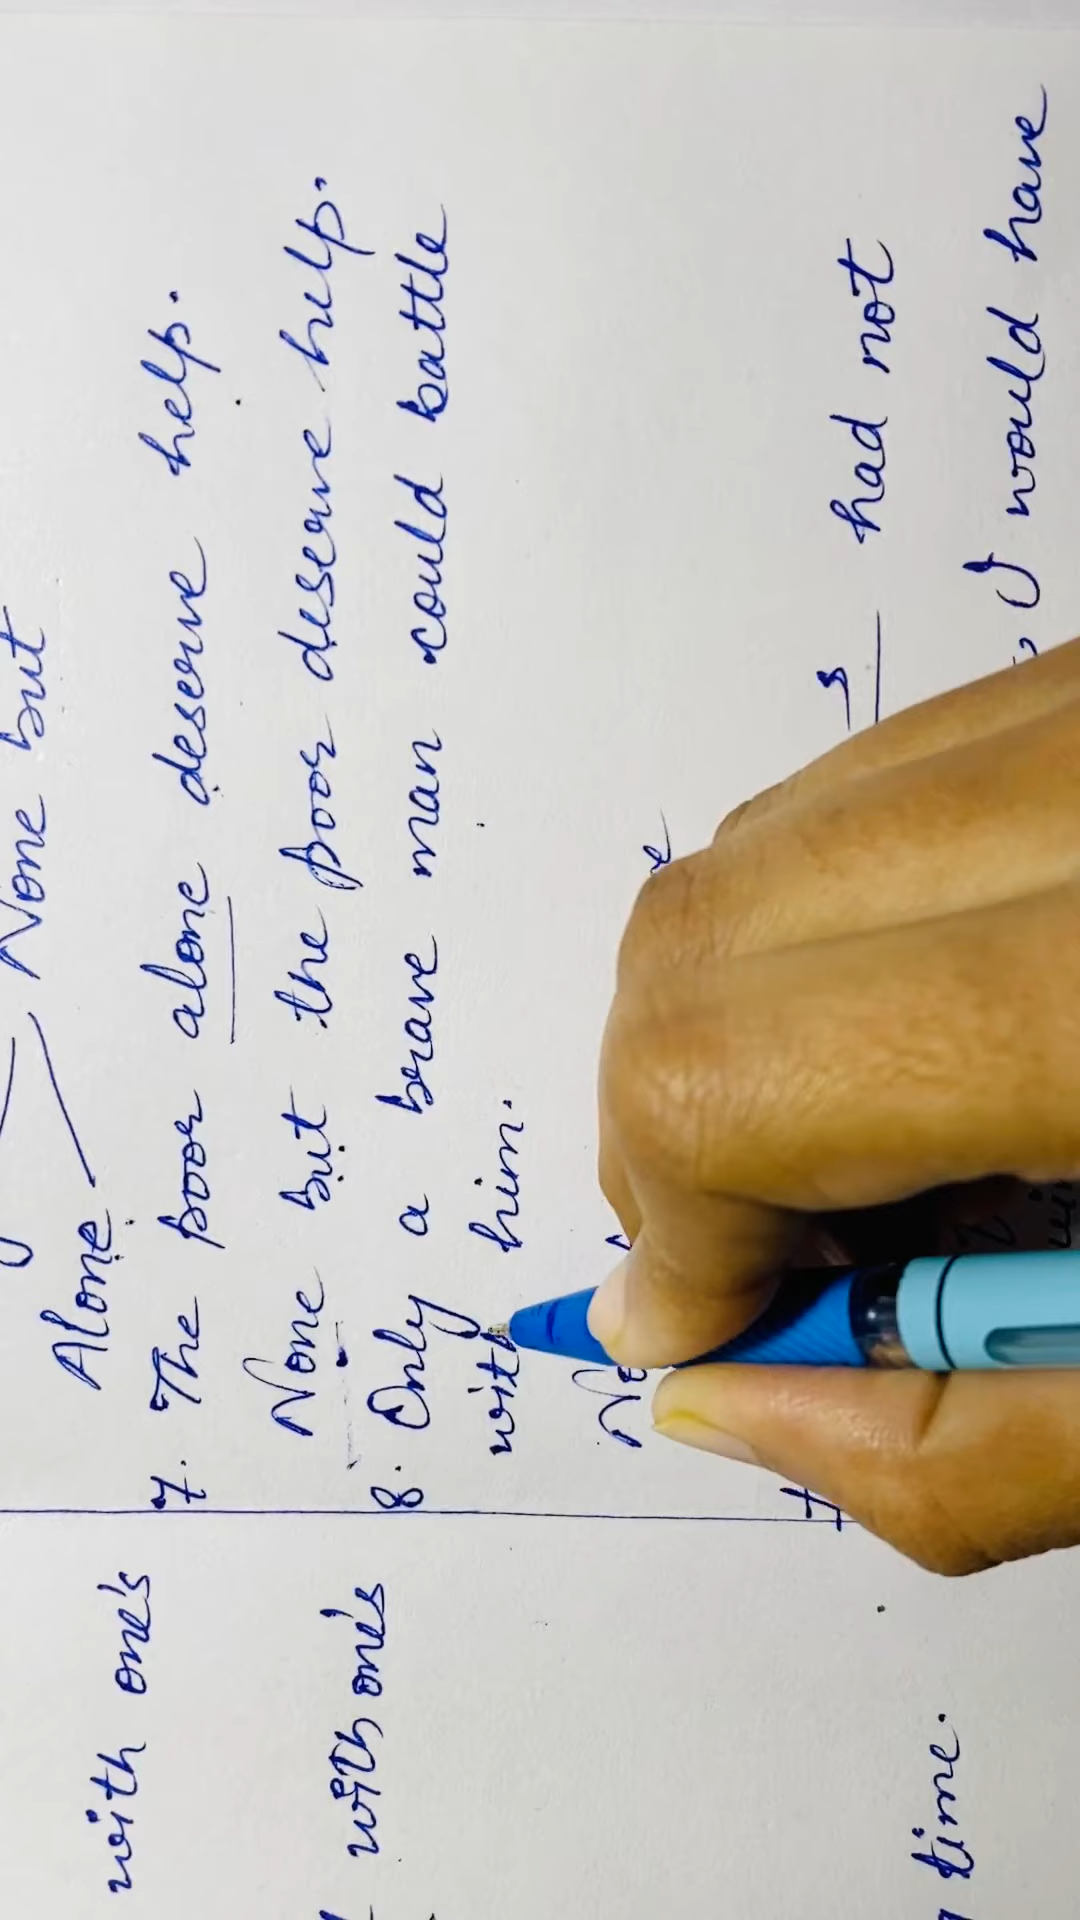 None but
Alone
7. The poor alone deserve help.
None but the poor deserve help.
8. Only a brave man could battle
with him.
had not
I would have
with one's
with one's
time.